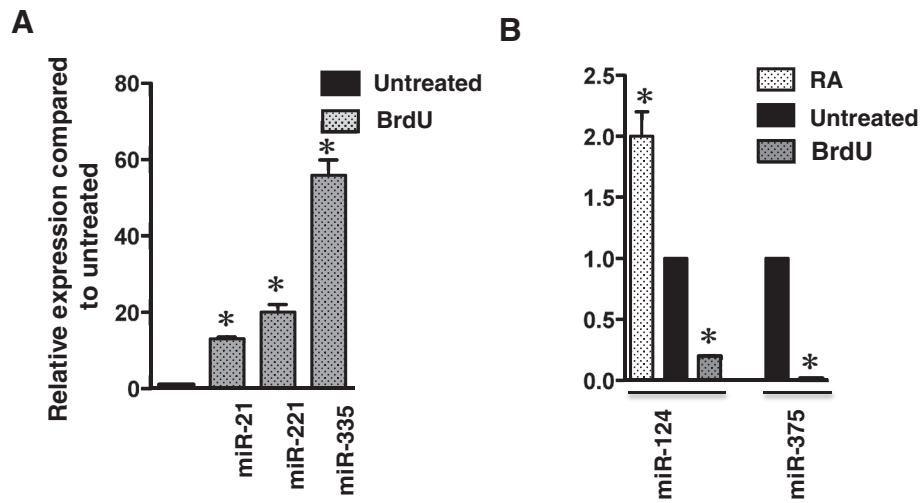 A
Relative expression compared
to untreated
80
60
40
20
0
Untreated
BrdU
*
*
*
miR-21
miR-221
miR-335
B
2.5
2.0
1.5
1.0
0.5
0.0
RA
Untreated
BrdU
*
*
*
miR-124
miR-375